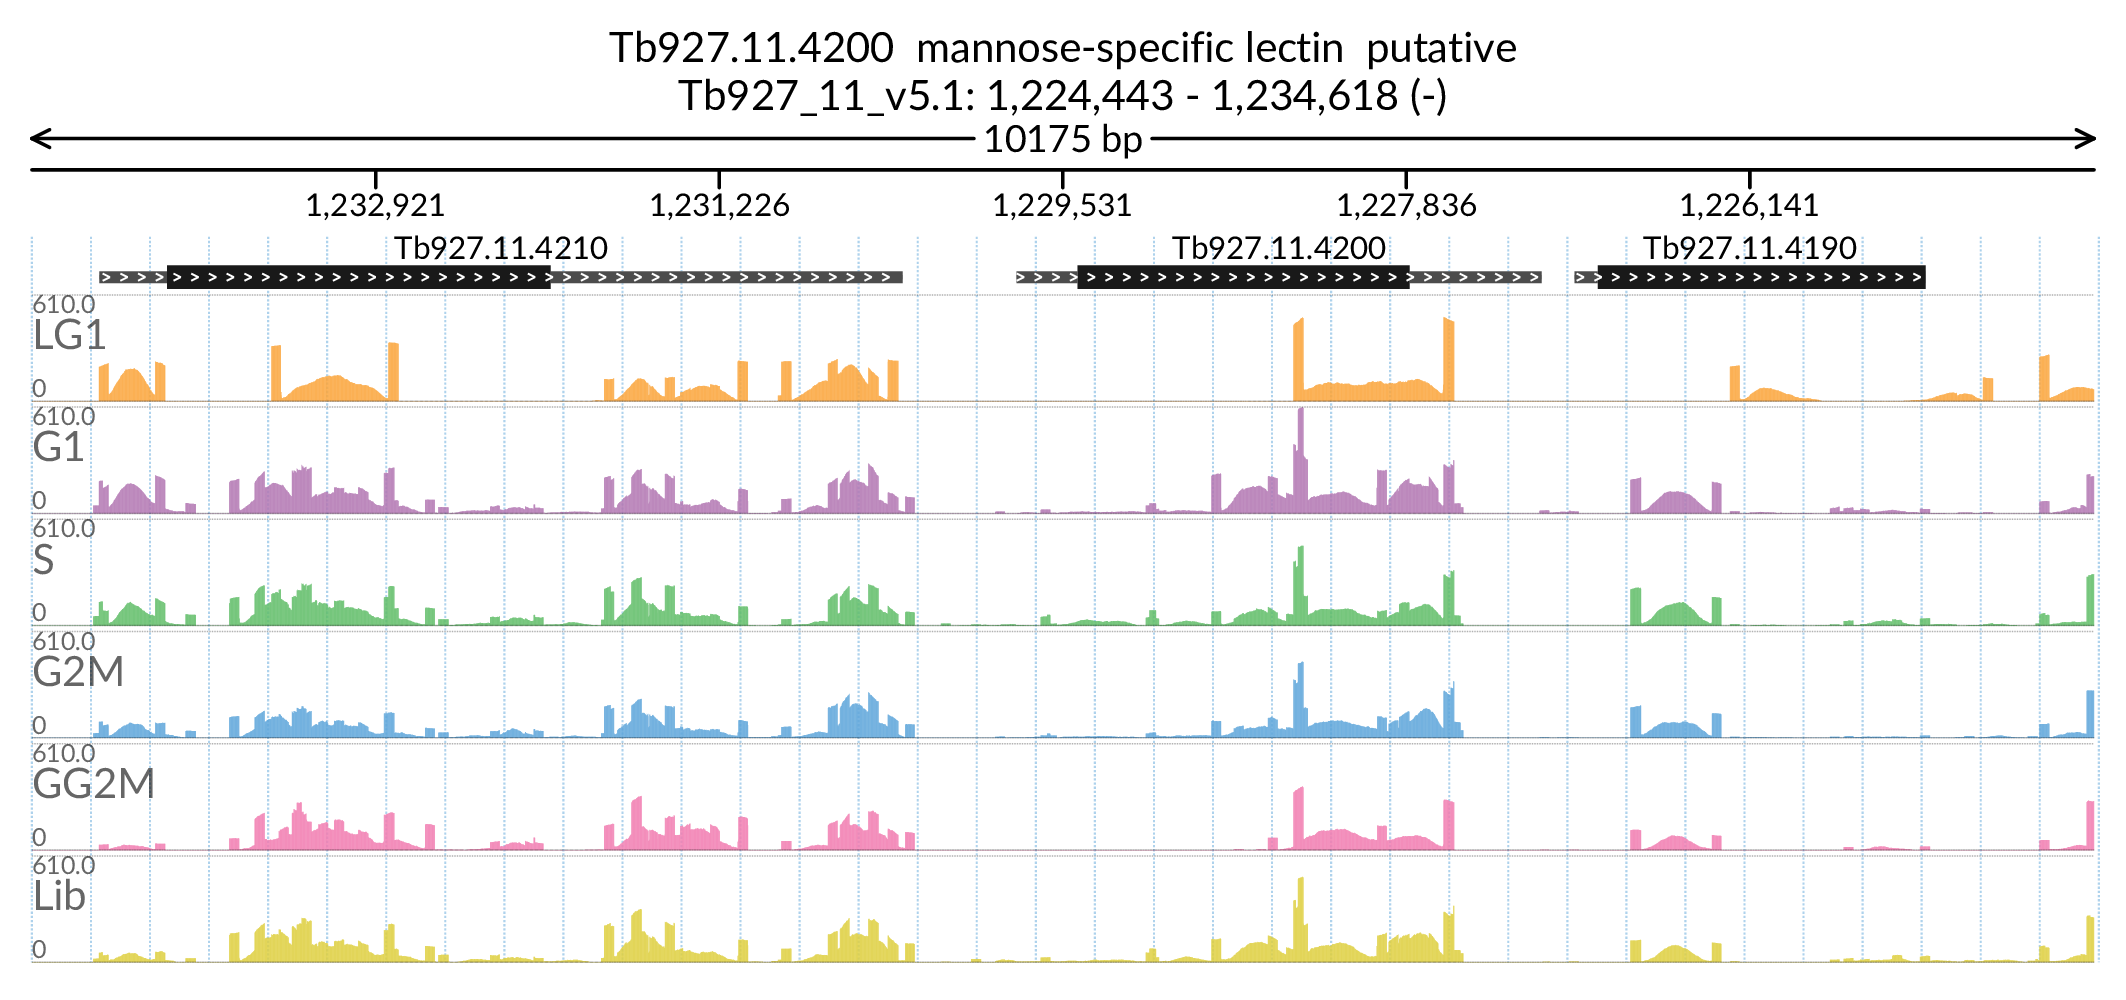 Tb927.11.4200  mannose-specific lectin  putative
Tb927_11_v5.1: 1,224,443 - 1,234,618 (-)
10175 bp
1,232,921 1,231,226 1,229,531 1,227,836 1,226,141
Tb927.11.4210 Tb927.11.4200 Tb927.11.4190
610.0
LG1
0
610.0
G1
0
610.0
S
0
610.0
G2M
0
610.0
GG2M
0
610.0
Lib
0